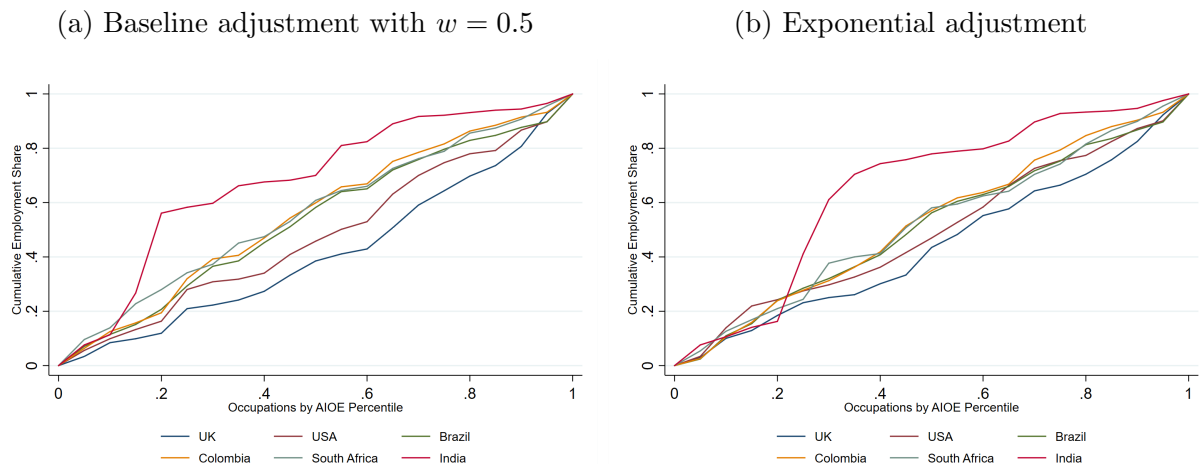 (a) Baseline adjustment with w = 0.5
Cumulative Employment Share
1
.8
.6
.4
.2
0
0 .2 .4 .6 .8 1
Occupations by AIOE Percentile
UK USA Brazil
Colombia South Africa India
(b) Exponential adjustment
Cumulative Employment Share
1
.8
.6
.4
.2
0
0 .2 .4 .6 .8 1
Occupations by AIOE Percentile
UK USA Brazil
Colombia South Africa India